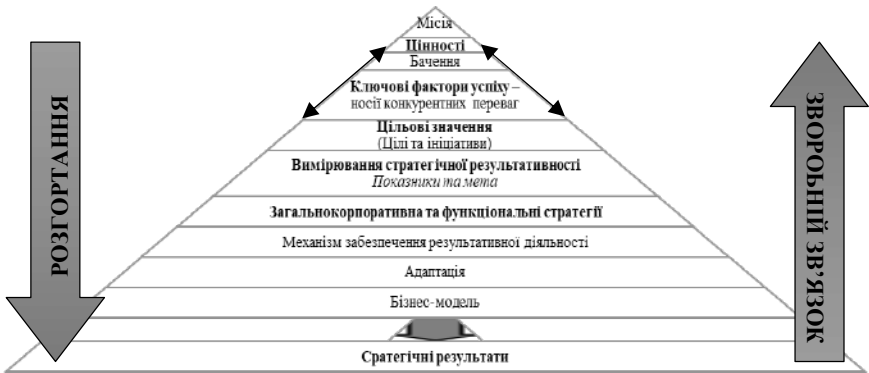 Місія
Цінності
Бачення
Ключові фактори успіху –
носії конкурентних переваг
Цільові значення
(Цілі та ініціативи)
Вимірювання стратегічної результативності
Показники та мета
Загальнокорпоративна та функціональні стратегії
Механізм забезпечення результативної діяльності
Адаптація
Бізнес-модель
Сратегічні результати
РОЗГОРТАННЯ
ЗВОРОЬНІЙ ЗВ'ЯЗОК